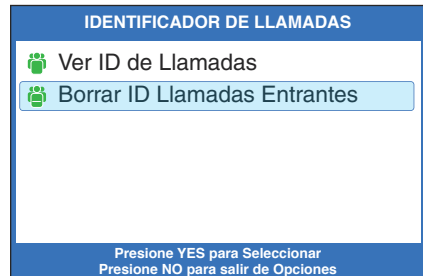 IDENTIFICADOR DE LLAMADAS
Ver ID de Llamadas
Borrar ID Llamadas Entrantes
Presione YES para Seleccionar
Presione NO para salir de Opciones